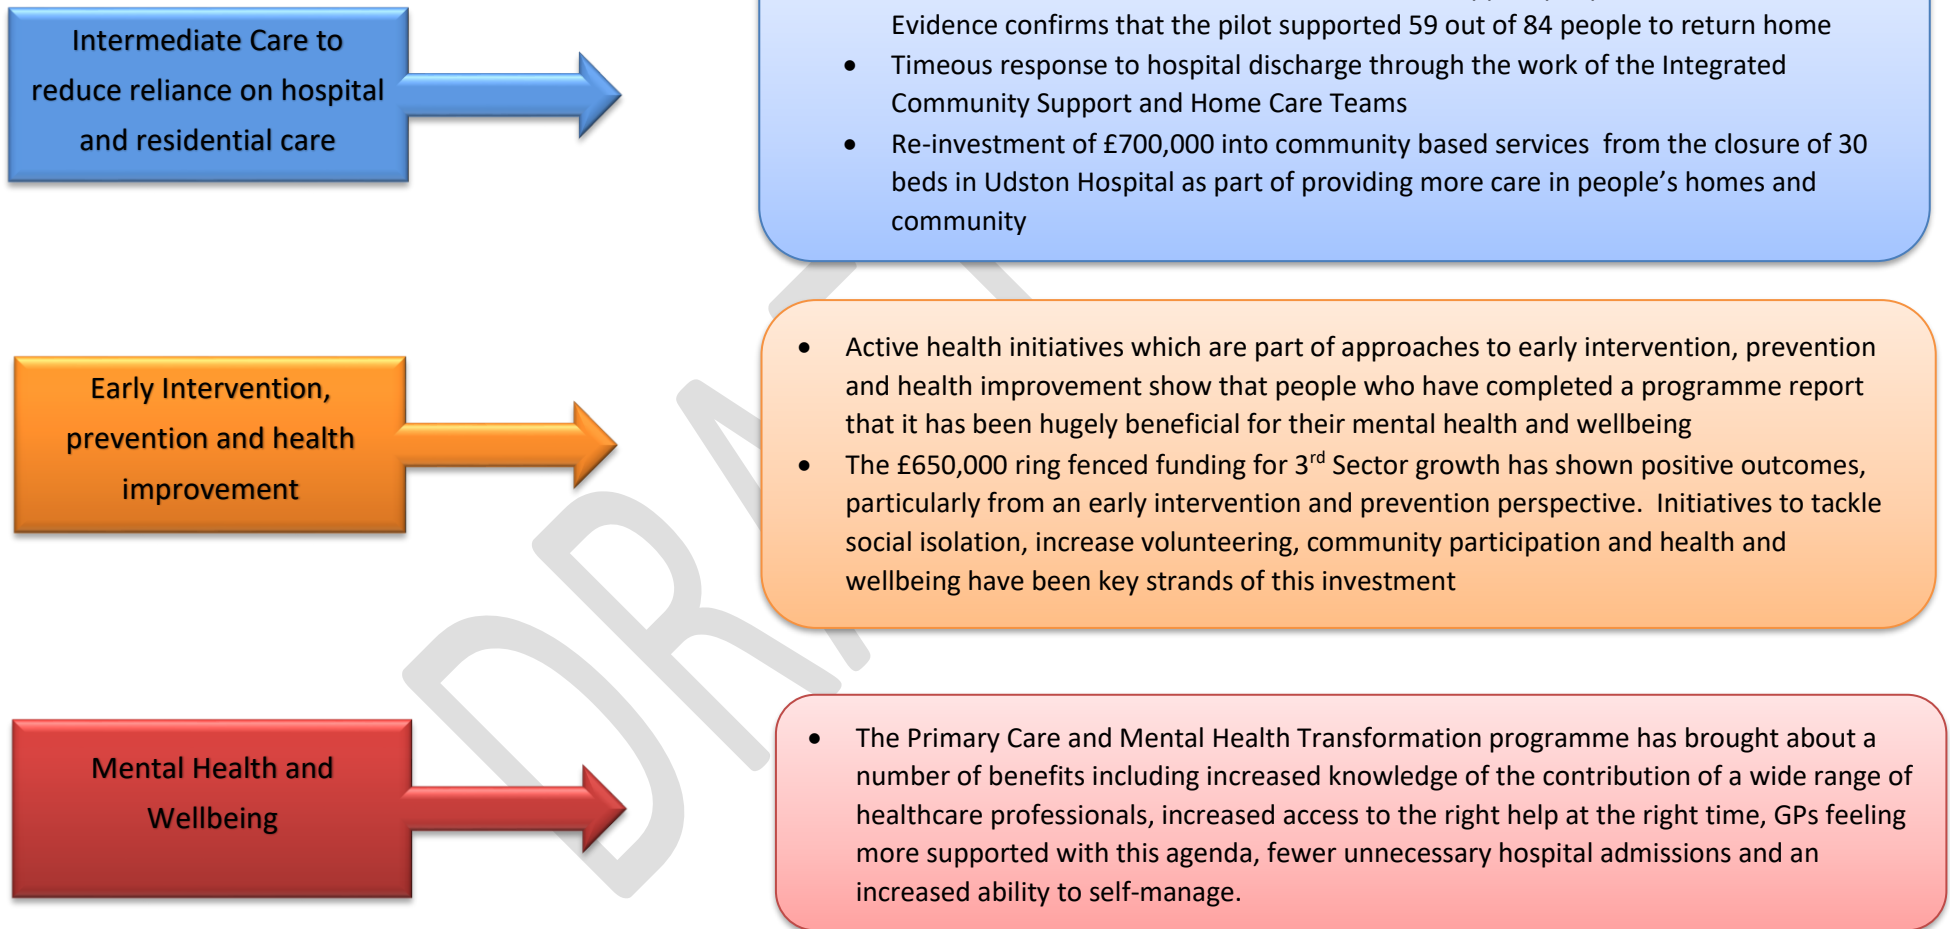 Intermediate Care to
reduce reliance on hospital
and residential care
Evidence confirms that the pilot supported 59 out of 84 people to return home
• Timeous response to hospital discharge through the work of the Integrated
Community Support and Home Care Teams
• Re-investment of £700,000 into community based services  from the closure of 30
beds in Udston Hospital as part of providing more care in people’s homes and
community
Early Intervention,
prevention and health
improvement
• Active health initiatives which are part of approaches to early intervention, prevention
and health improvement show that people who have completed a programme report
that it has been hugely beneficial for their mental health and wellbeing
• The £650,000 ring fenced funding for 3rd Sector growth has shown positive outcomes,
particularly from an early intervention and prevention perspective.  Initiatives to tackle
social isolation, increase volunteering, community participation and health and
wellbeing have been key strands of this investment
Mental Health and
Wellbeing
• The Primary Care and Mental Health Transformation programme has brought about a
number of benefits including increased knowledge of the contribution of a wide range of
healthcare professionals, increased access to the right help at the right time, GPs feeling
more supported with this agenda, fewer unnecessary hospital admissions and an
increased ability to self-manage.